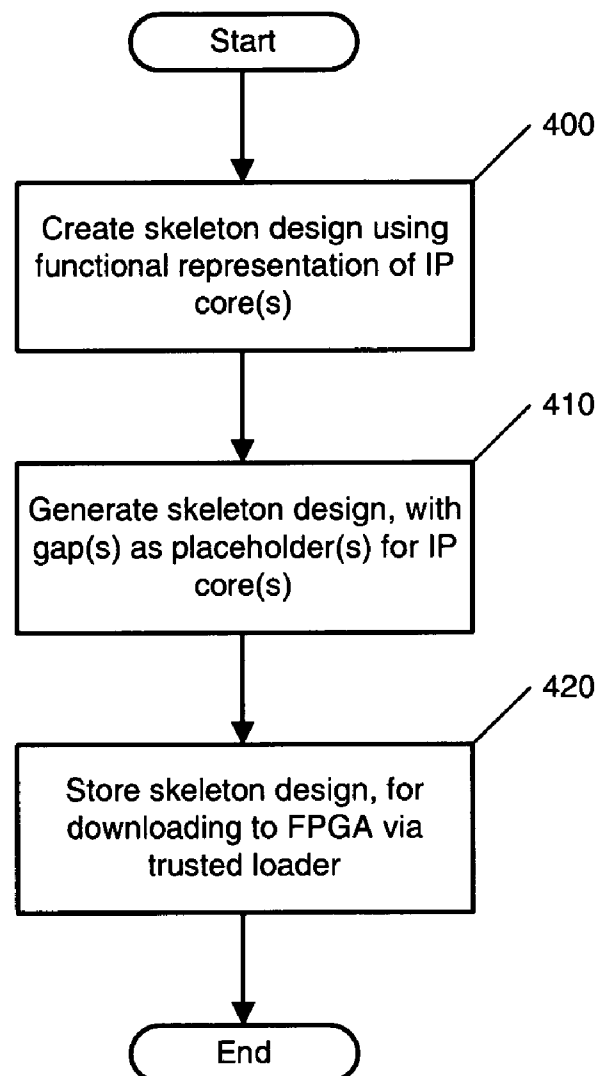 Start
400
Create skeleton design using
functional representation of IP
core(s)
410
Generate skeleton design, with
gap(s) as placeholder(s) for IP
core(s)
420
Store skeleton design, for
downloading to FPGA via
trusted loader
End